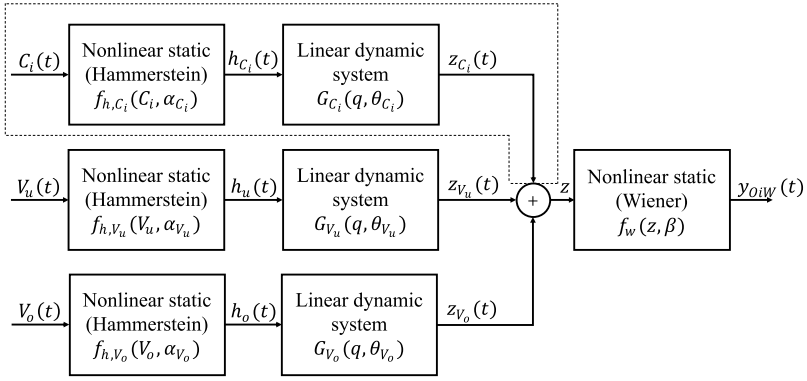 C_i(t)
Nonlinear static
(Hammerstein)
f_{h,C_i}(C_i, α_{C_i})
h_{C_i}(t)
Linear dynamic
system
G_{C_i}(q, θ_{C_i})
z_{C_i}(t)
V_u(t)
Nonlinear static
(Hammerstein)
f_{h,V_u}(V_u, α_{V_u})
h_u(t)
Linear dynamic
system
G_{V_u}(q, θ_{V_u})
z_{V_u}(t)
+
z
Nonlinear static
(Wiener)
f_w(z, β)
y_{OiW}(t)
V_o(t)
Nonlinear static
(Hammerstein)
f_{h,V_o}(V_o, α_{V_o})
h_o(t)
Linear dynamic
system
G_{V_o}(q, θ_{V_o})
z_{V_o}(t)